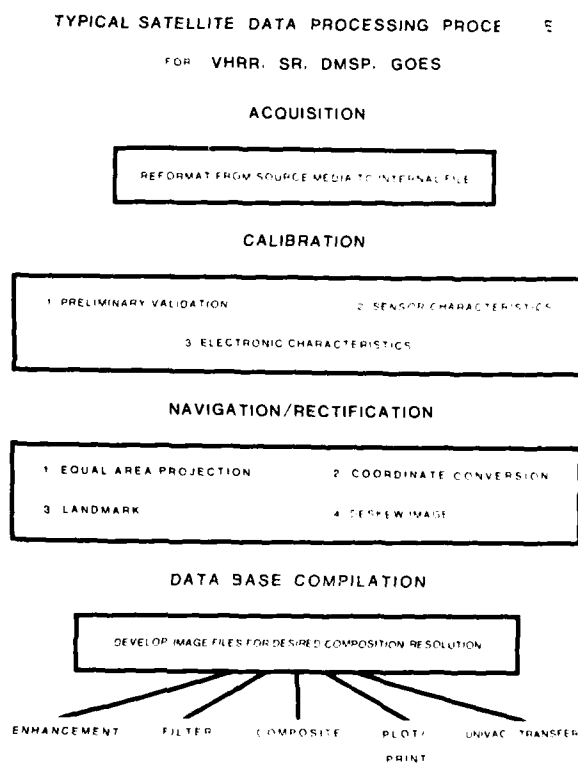 TYPICAL SATELLITE DATA PROCESSING
FOR VHRR, SR, DMSP, GOES
ACQUISITION
REFORMAT FROM SOURCE MEDIA TO INTERNAL FILE
CALIBRATION
1 PRELIMINARY VALIDATION 2 SENSOR CHARACTERISTICS
3 ELECTRONIC CHARACTERISTICS
NAVIGATION/RECTIFICATION
1 EQUAL AREA PROJECTION 2 COORDINATE CONVERSION
3 LANDMARK 4 DESKEW IMAGE
DATA BASE COMPILATION
DEVELOP IMAGE FILES FOR DESIRED COMPOSITION RESOLUTION
ENHANCEMENT FILTER COMPOSITE PLOT/ UNIVAC TRANSFER
PRINT